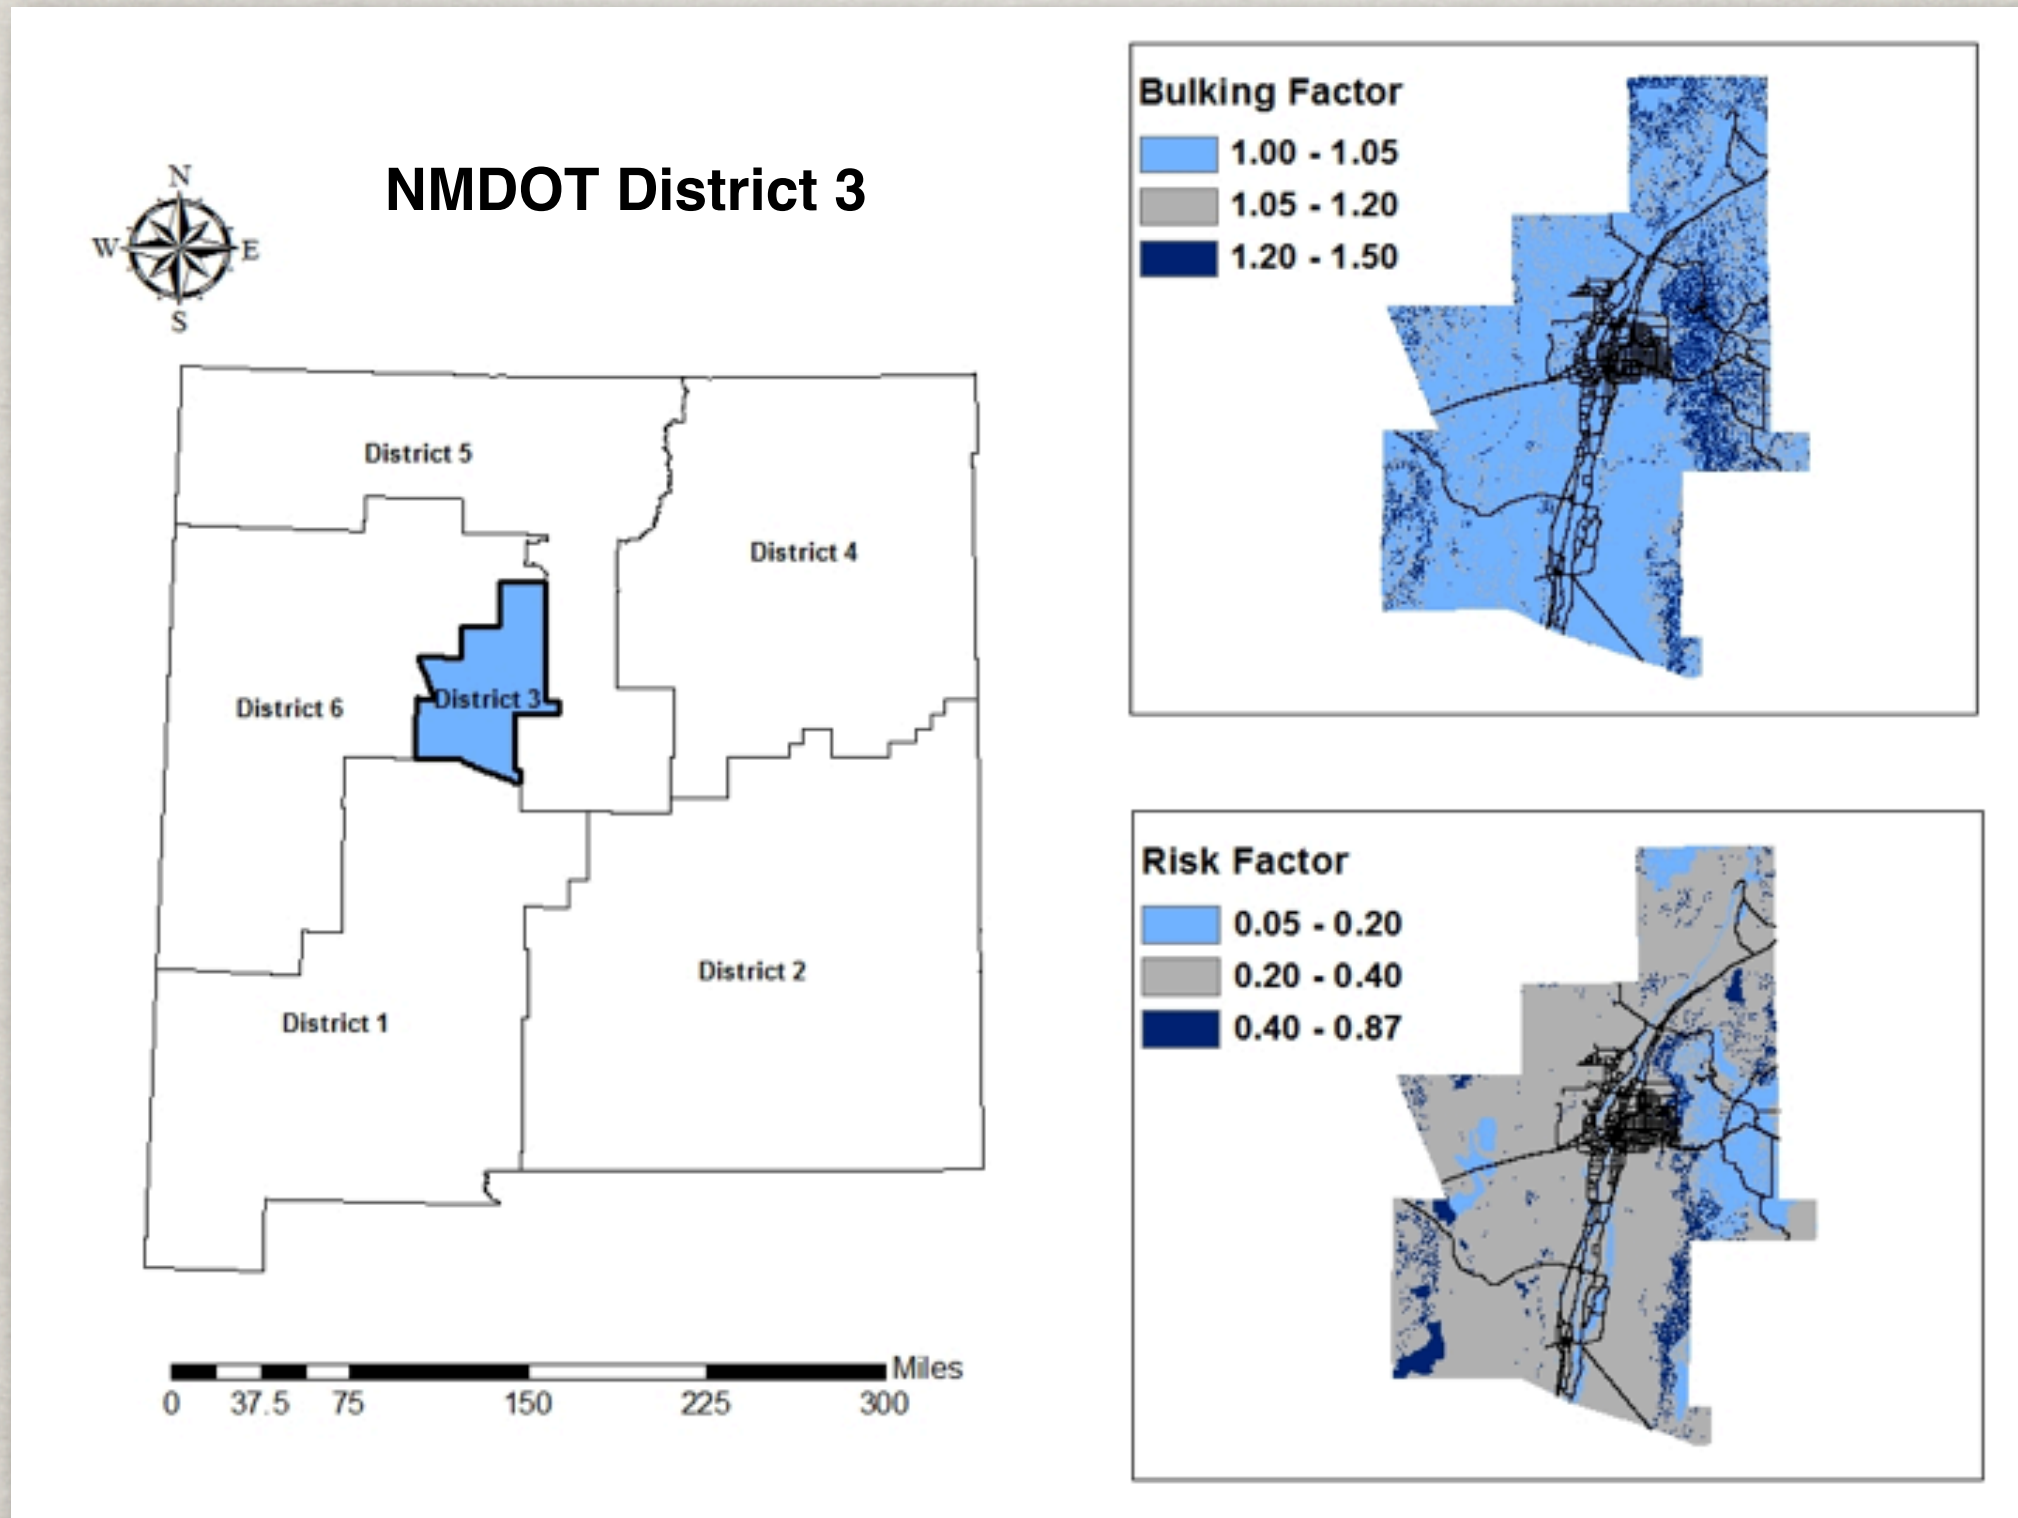 NMDOT District 3
N
W E
S
District 5
District 4
District 3
District 6
District 2
District 1
Miles
0 37.5 75 150 225 300
Bulking Factor
1.00 - 1.05
1.05 - 1.20
1.20 - 1.50
Risk Factor
0.05 - 0.20
0.20 - 0.40
0.40 - 0.87